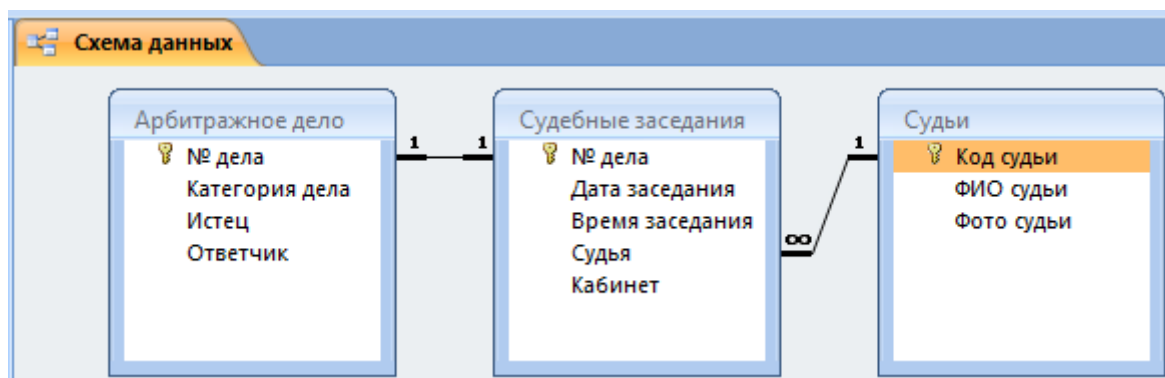 Схема данных
Арбитражное дело
№ дела
Категория дела
Истец
Ответчик
1
1
Судебные заседания
№ дела
Дата заседания
Время заседания
Судья
Кабинет
∞
1
Судьи
Код судьи
ФИО судьи
Фото судьи